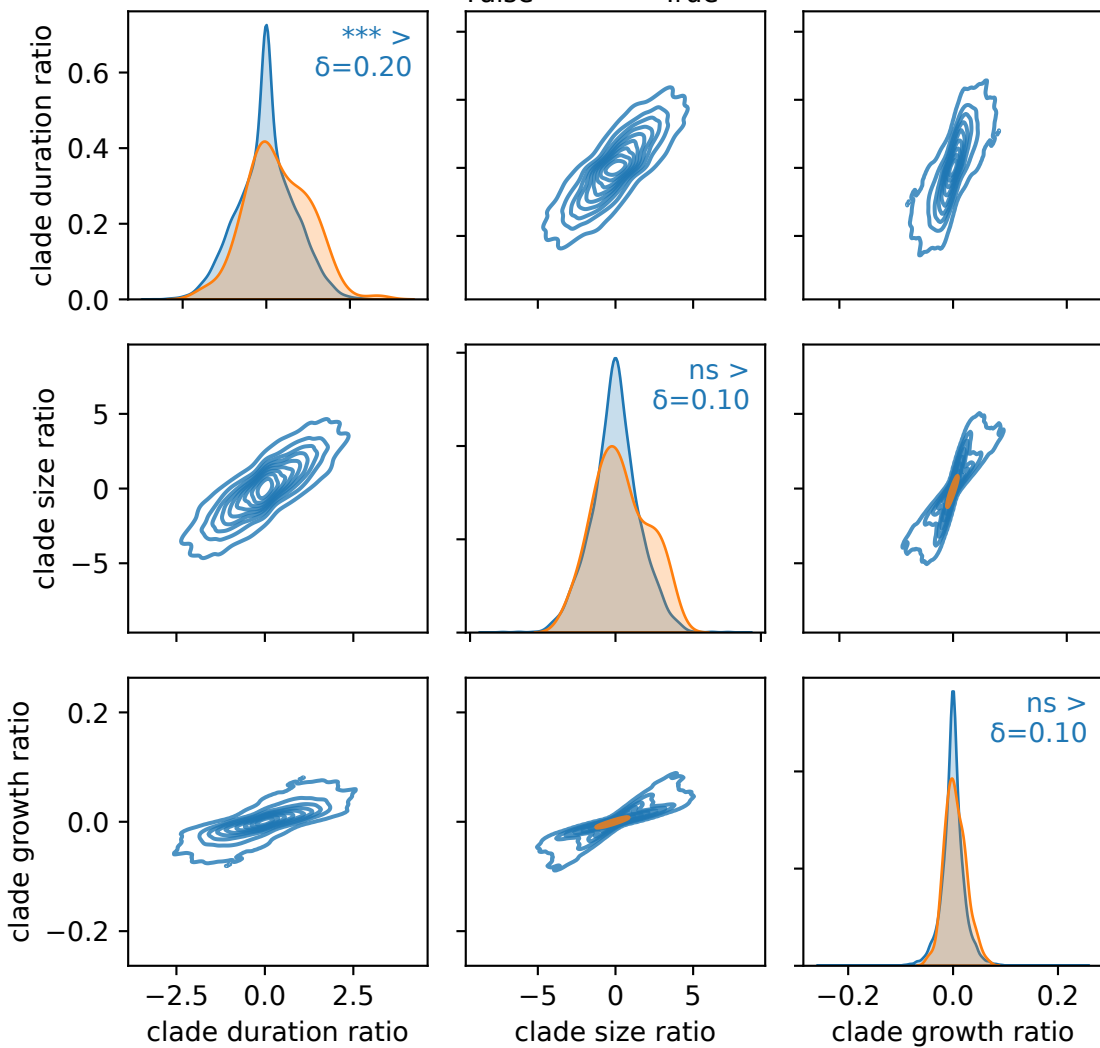 True
clade duration ratio
0.6
0.4
0.2
0.0
*** >
δ=0.20
clade size ratio
5
0
−5
ns >
δ=0.10
clade growth ratio
0.2
0.0
−0.2
ns >
δ=0.10
−2.5 0.0 2.5
−5 0 5
−0.2 0.0 0.2
clade duration ratio
clade size ratio
clade growth ratio